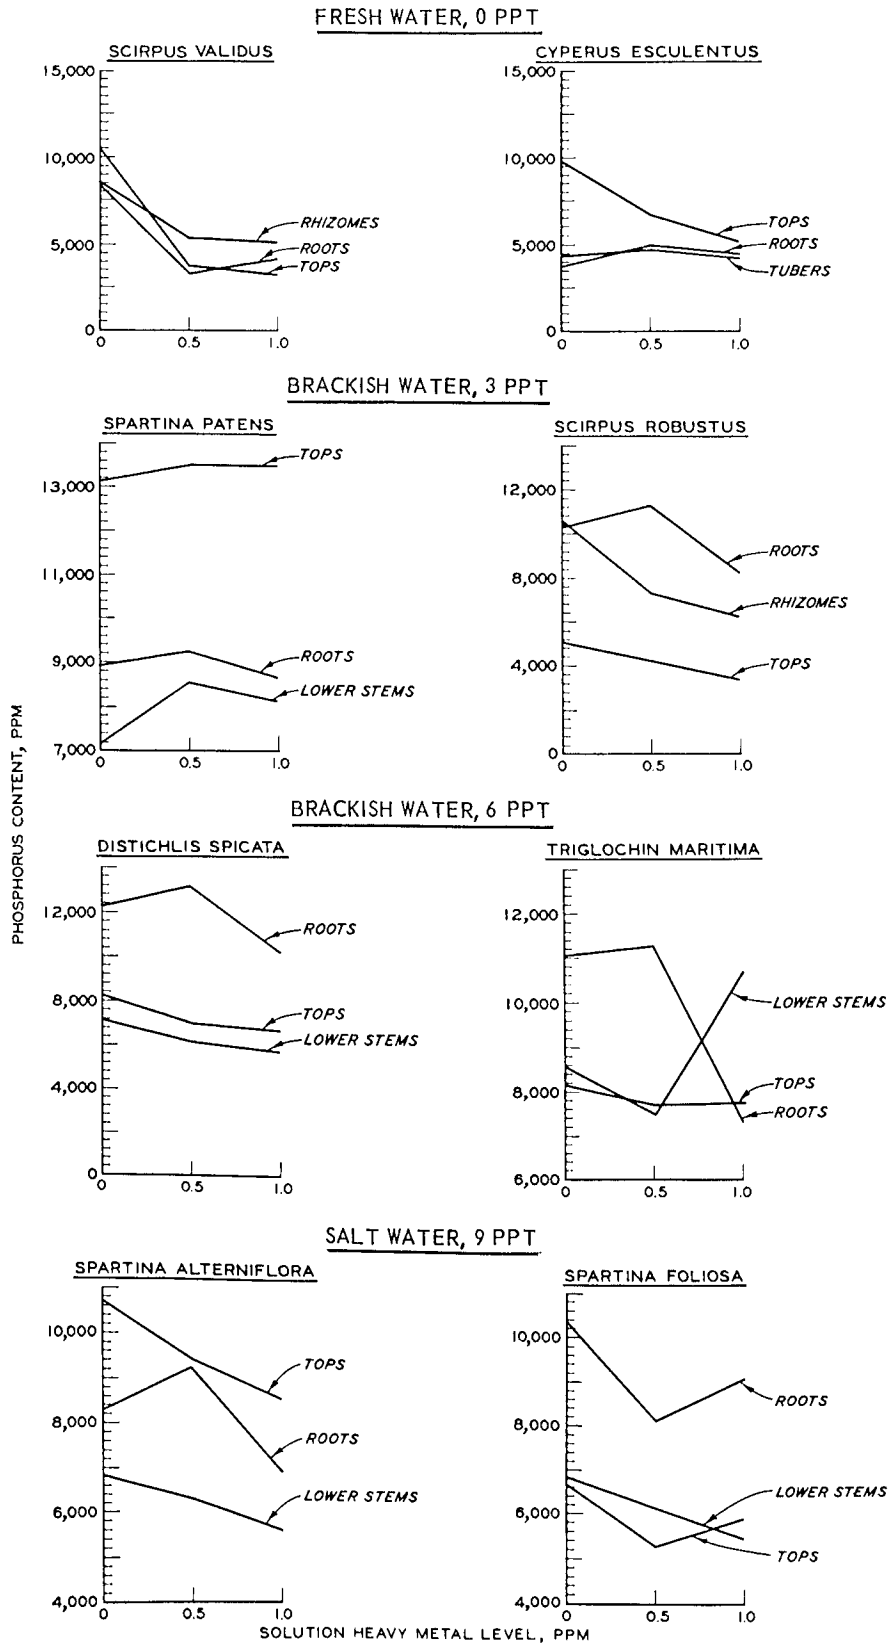 FRESH WATER, 0 PPT
SCIRPUS VALIDUS
15,000
10,000
5,000
0
RHIZOMES
ROOTS
TOPS
0
0.5
1.0
CYPERUS ESCULENTUS
15,000
10,000
5,000
0
TOPS
ROOTS
TUBERS
0
0.5
1.0
BRACKISH WATER, 3 PPT
SPARTINA PATENS
13,000
11,000
9,000
7,000
TOPS
ROOTS
LOWER STEMS
0
0.5
1.0
SCIRPUS ROBUSTUS
12,000
8,000
4,000
0
ROOTS
RHIZOMES
TOPS
0
0.5
1.0
PHOSPHORUS CONTENT, PPM
BRACKISH WATER, 6 PPT
DISTICHLIS SPICATA
12,000
8,000
4,000
0
ROOTS
TOPS
LOWER STEMS
0
0.5
1.0
TRIGLOCHIN MARITIMA
12,000
10,000
8,000
6,000
LOWER STEMS
TOPS
ROOTS
0
0.5
1.0
SALT WATER, 9 PPT
SPARTINA ALTERNIFLORA
10,000
8,000
6,000
4,000
TOPS
ROOTS
LOWER STEMS
0
0.5
1.0
SPARTINA FOLIOSA
10,000
8,000
6,000
4,000
ROOTS
LOWER STEMS
TOPS
0
0.5
1.0
SOLUTION HEAVY METAL LEVEL, PPM